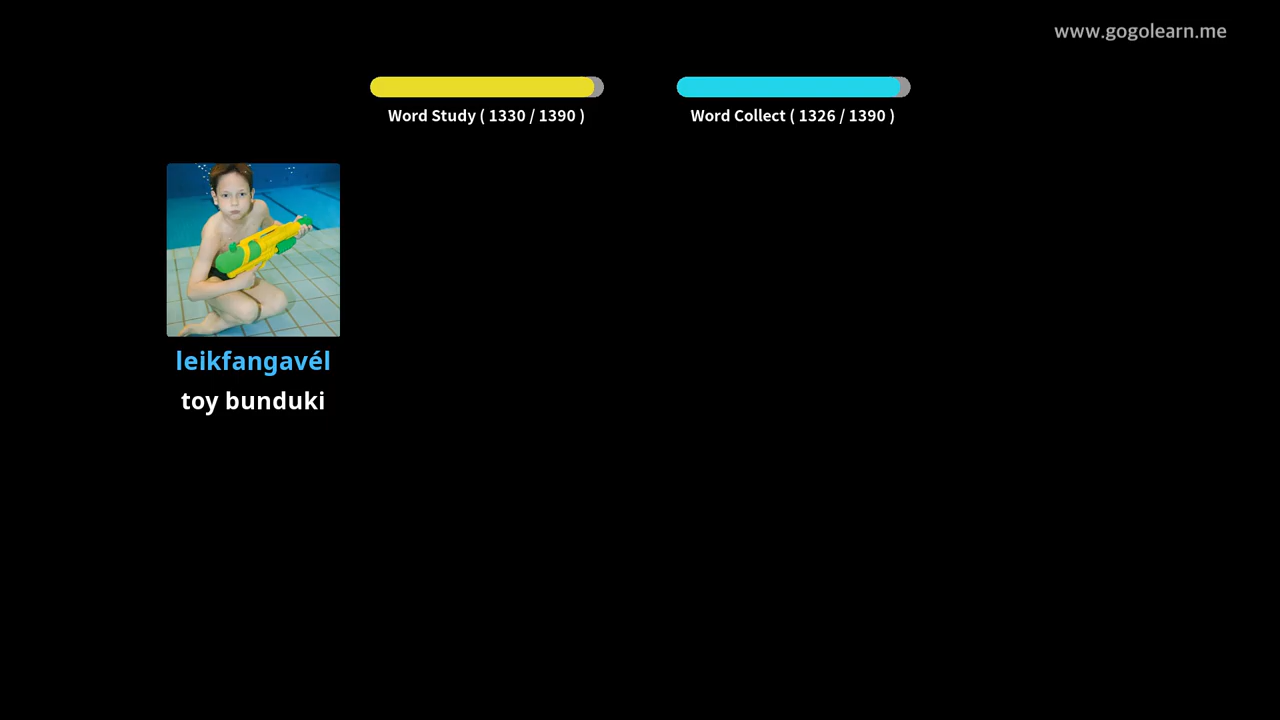 www.gogolearn.me
Word Study ( 1330 / 1390 )
Word Collect ( 1326 / 1390 )
leikfangavél
toy bunduki